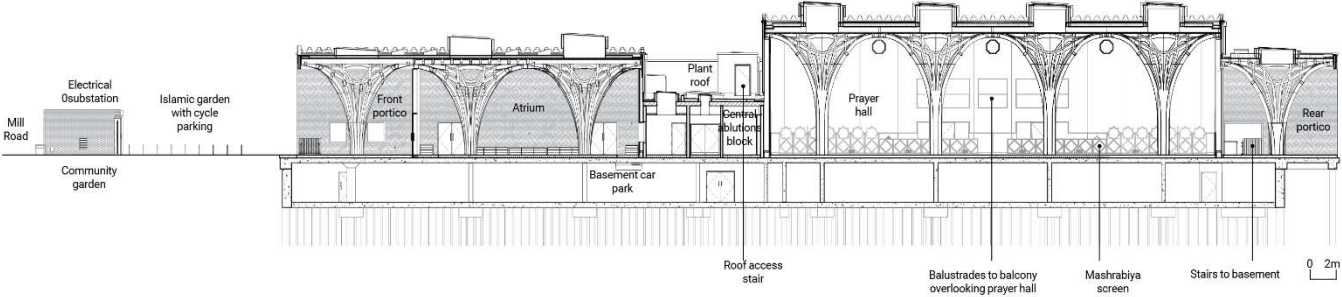 Electrical
0substation
Mill
Road
Community
garden
Islamic garden
with cycle
parking
Front
portico
Atrium
Basement car
park
Plant
roof
Central
ablutions
block
Roof access
stair
Prayer
hall
Balustrades to balcony
overlooking prayer hall
Mashrabiya
screen
Rear
portico
Stairs to basement
0 2m